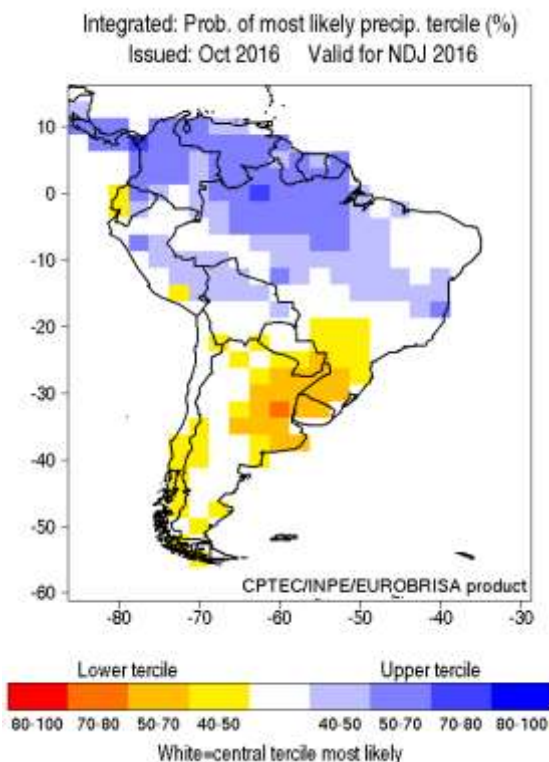 Integrated: Prob. of most likely precip. tercile (%)
Issued: Oct 2016 Valid for NDJ 2016
10
0
-10
-20
-30
-40
-50
-60
CPTEC/INPE/EUROBRISA product
-80 -70 -60 -50 -40 -30
Lower tercile Upper tercile
80-100 70-80 50-70 40-50 40-50 50-70 70-80 80-100
White=central tercile most likely